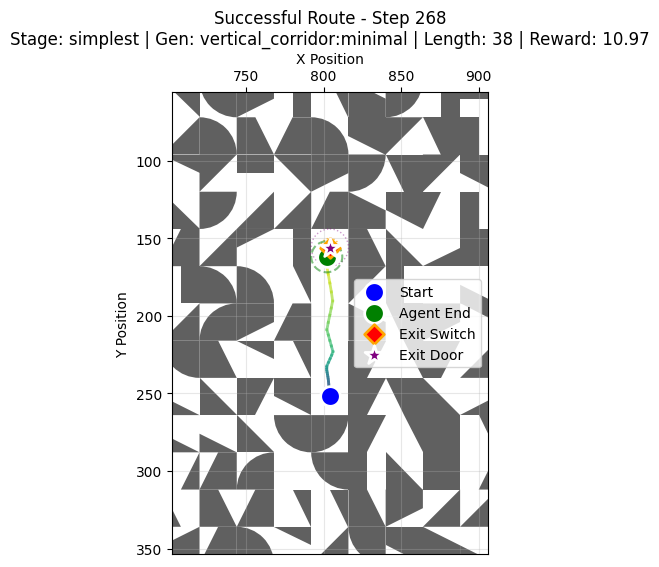 Successful Route - Step 268
Stage: simplest | Gen: vertical_corridor:minimal | Length: 38 | Reward: 10.97
X Position
750 800 850 900
100
150
200
250
300
350
Y Position
Start
Agent End
Exit Switch
Exit Door